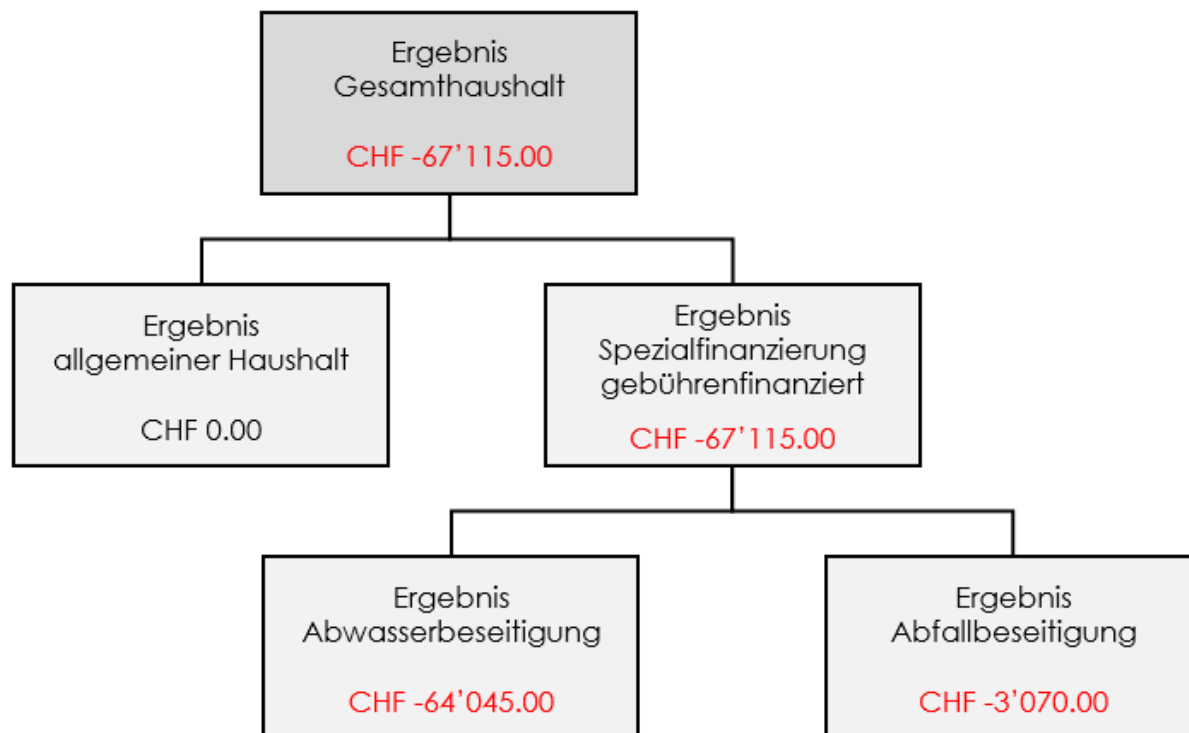 Ergebnis
Gesamthaushalt
CHF -67’115.00
Ergebnis
allgemeiner Haushalt
CHF 0.00
Ergebnis
Spezialfinanzierung
gebührenfinanziert
CHF -67’115.00
Ergebnis
Abwasserbeseitigung
CHF -64’045.00
Ergebnis
Abfallbeseitigung
CHF -3’070.00